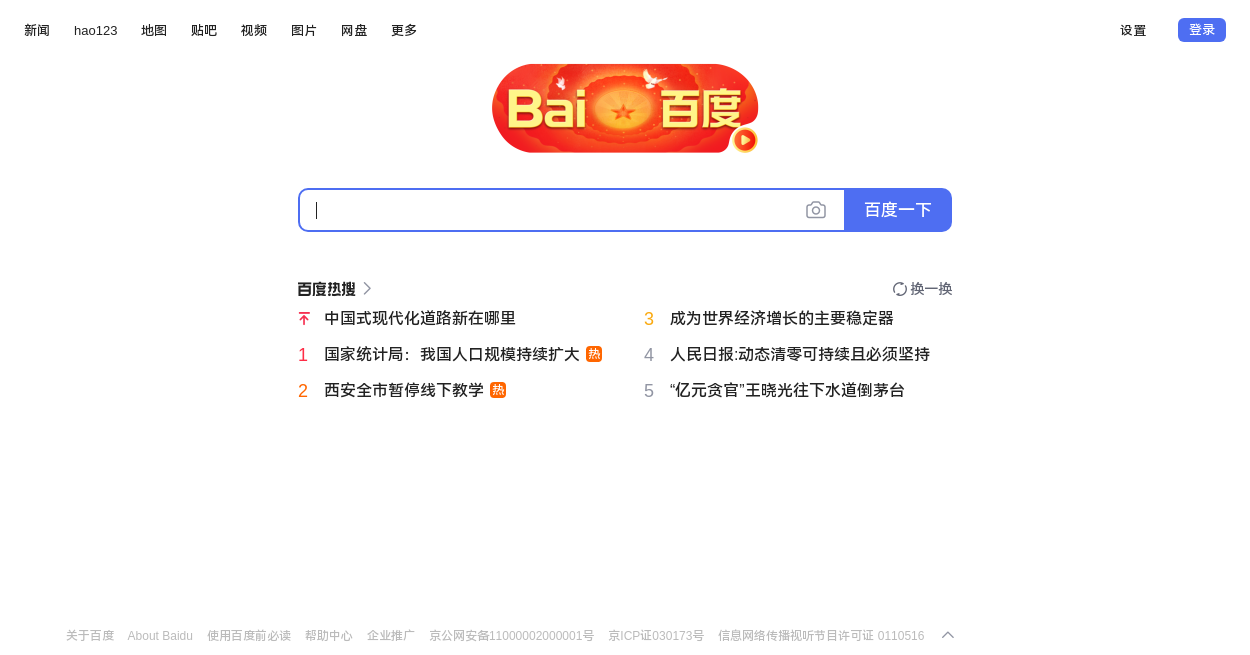 新闻 hao123 地图 贴吧 视频 图片 网盘 更多 设置 登录
Bai 百度
百度一下
百度热搜 换一换
中国式现代化道路新在哪里
1 国家统计局：我国人口规模持续扩大 热
2 西安全市暂停线下教学 热
3 成为世界经济增长的主要稳定器
4 人民日报:动态清零可持续且必须坚持
5 “亿元贪官”王晓光往下水道倒茅台
关于百度 About Baidu 使用百度前必读 帮助中心 企业推广 京公网安备11000002000001号 京ICP证030173号 信息网络传播视听节目许可证 0110516